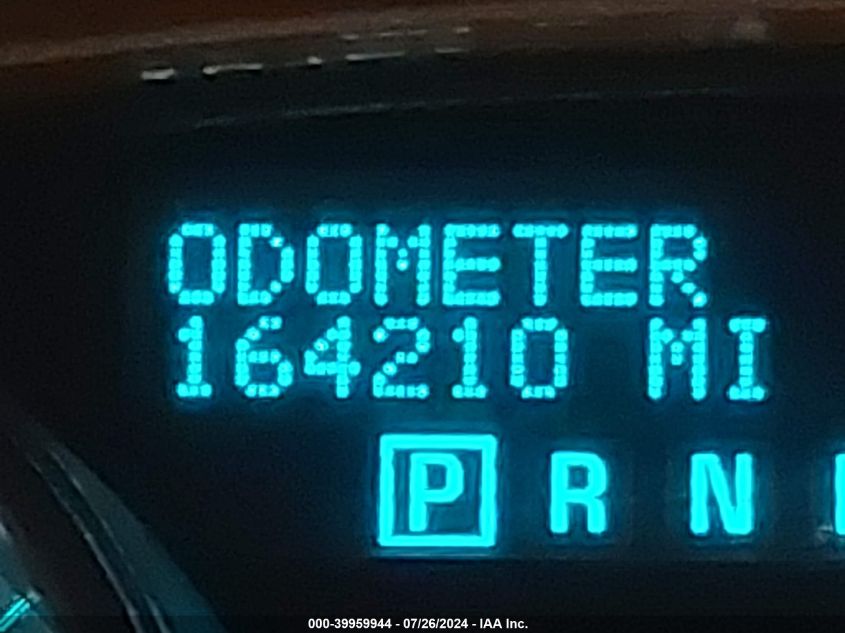 ODOMETER
164210 MI
P R N
000-39959944 - 07/26/2024 - IAA Inc.